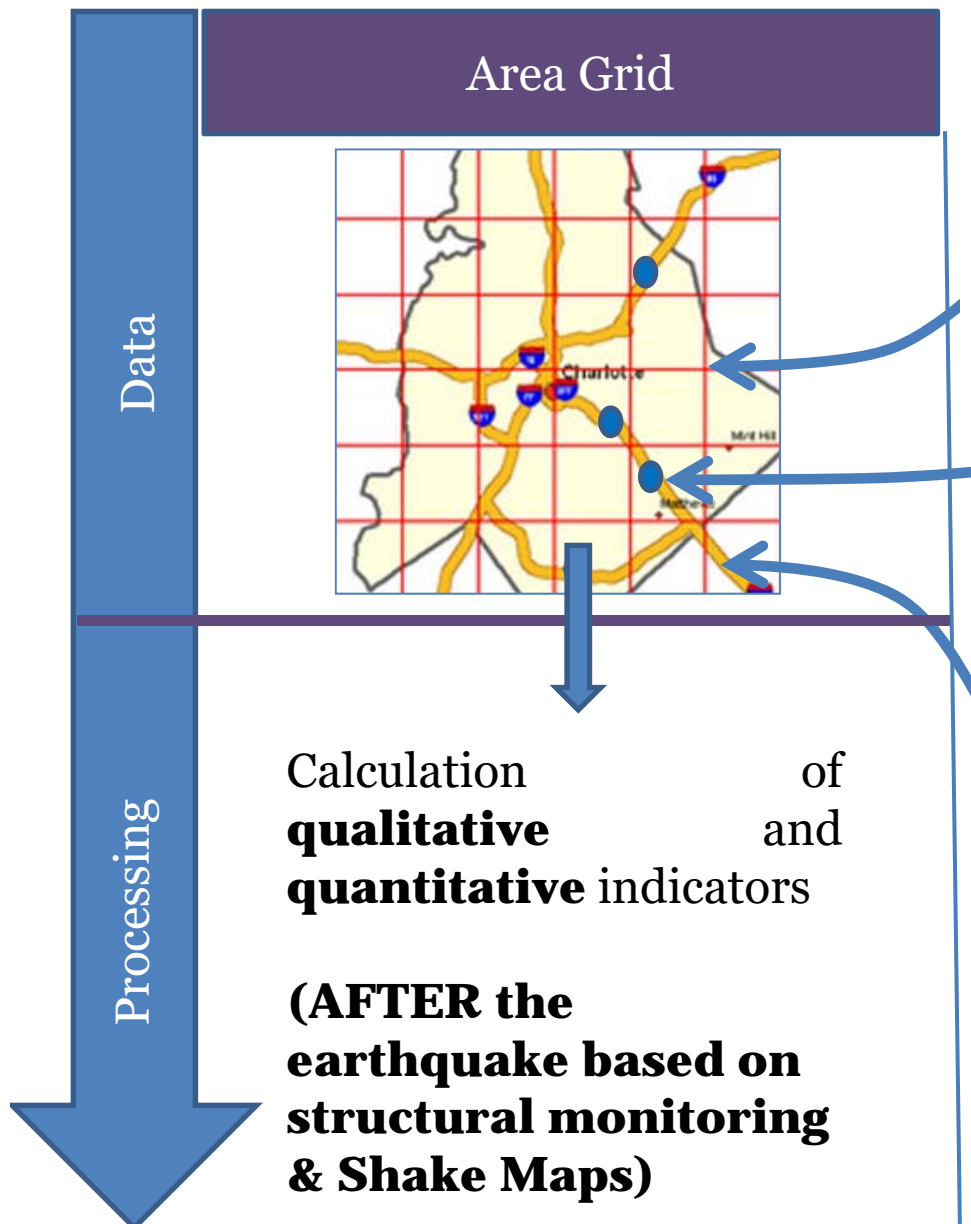 Area Grid
Data
Charlotte
Mint Hill
Processing
Calculation of
qualitative and
quantitative indicators
(AFTER the
earthquake based on
structural monitoring
& Shake Maps)